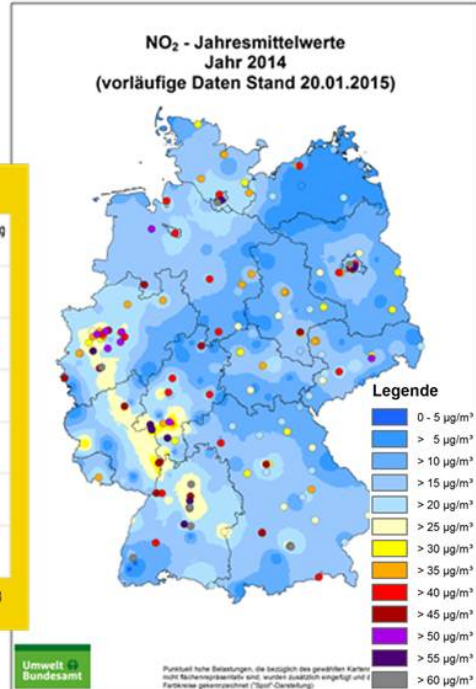 NO₂ - Jahresmittelwerte
Jahr 2014
(vorläufige Daten Stand 20.01.2015)
Legende
0 - 5 µg/m³
> 5 µg/m³
> 10 µg/m³
> 15 µg/m³
> 20 µg/m³
> 25 µg/m³
> 30 µg/m³
> 35 µg/m³
> 40 µg/m³
> 45 µg/m³
> 50 µg/m³
> 55 µg/m³
> 60 µg/m³
Umwelt
Bundesamt
Punktuell hohe Belastungen, die bezüglich des gewählten
nicht flächenrepräsentativ sind, wurden zusätzlich eingefügt und
Farbkreise gekennzeichnet ("Spot"-Darstellung).